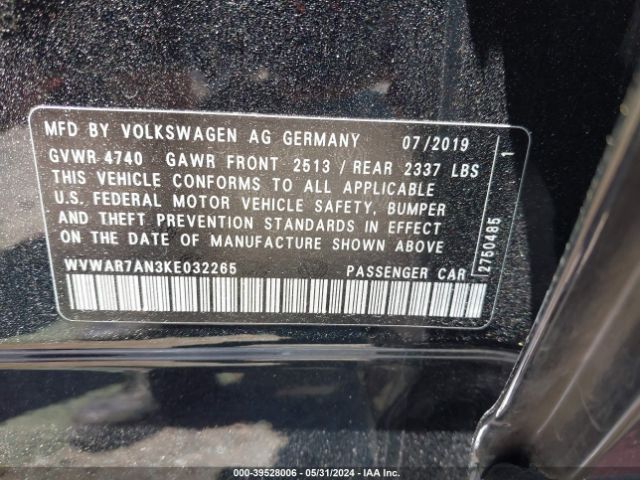 MFD BY VOLKSWAGEN AG GERMANY 07/2019
GVWR 4740 GAWR FRONT 2513 / REAR 2337 LBS
THIS VEHICLE CONFORMS TO ALL APPLICABLE
U.S. FEDERAL MOTOR VEHICLE SAFETY, BUMPER
AND THEFT PREVENTION STANDARDS IN EFFECT
ON THE DATE OF MANUFACTURE SHOWN ABOVE
WVWAR7AN3KE032265 PASSENGER CAR
2750485 1
000-39528006 - 05/31/2024 - IAA Inc.